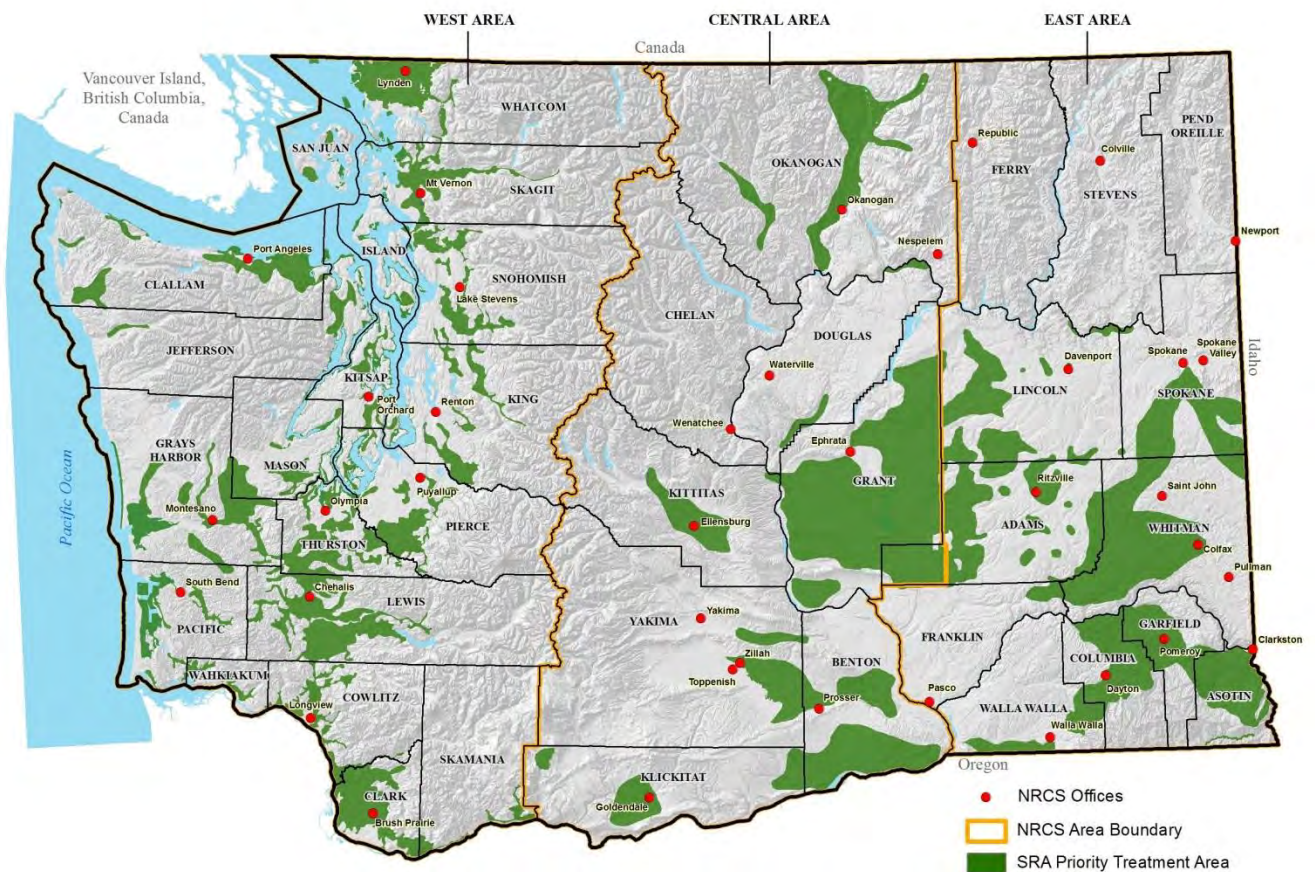 WEST AREA
CENTRAL AREA
EAST AREA
Canada
Vancouver Island,
British Columbia,
Canada
Lynden
WHATCOM
SAN JUAN
Mt Vernon
SKAGIT
OKANOGAN
Okanogan
Nespelem
Republic
FERRY
Colville
STEVENS
PEND
OREILLE
Newport
Port Angeles
CLALLAM
ISLAND
SNOHOMISH
Lake Stevens
JEFFERSON
CHELAN
DOUGLAS
Waterville
Wenatchee
Davenport
LINCOLN
Spokane
Spokane
Valley
SPOKANE
Idaho
KITSAP
Port
Orchard
Renton
KING
GRAYS
HARBOR
MASON
Montesano
Olympia
THURSTON
Puyallup
PIERCE
Pacific Ocean
KITTITAS
Ellensburg
Ephrata
GRANT
Ritzville
ADAMS
Saint John
WHITMAN
Colfax
Pullman
South Bend
PACIFIC
Chehalis
LEWIS
YAKIMA
Yakima
Zillah
Toppenish
BENTON
Prosser
FRANKLIN
Pasco
GARFIELD
Pomeroy
Clarkston
COLUMBIA
Dayton
ASOTIN
WALLA WALLA
Walla Walla
WAHKIAKUM
COWLITZ
Longview
SKAMANIA
CLARK
Brush Prairie
KLICKITAT
Goldendale
Oregon
NRCS Offices
NRCS Area Boundary
SRA Priority Treatment Area